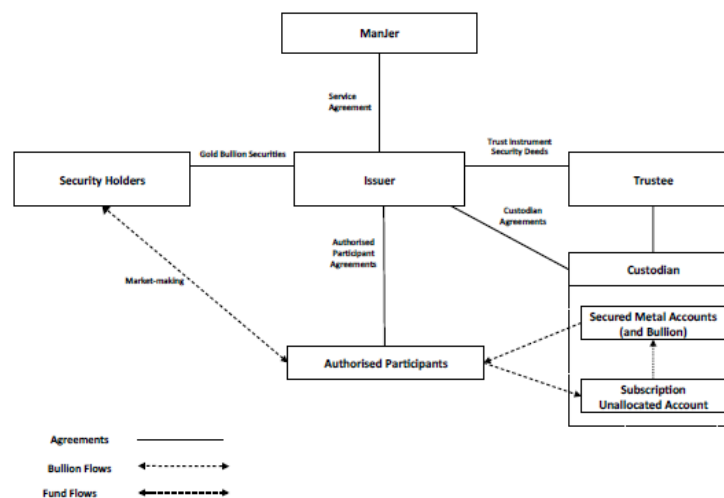 ManJer
Service
Agreement
Gold Bullion Securities
Trust Instrument
Security Deeds
Security Holders
Issuer
Trustee
Custodian
Agreements
Authorised
Participant
Agreements
Custodian
Market-making
Secured Metal Accounts
(and Bullion)
Authorised Participants
Subscription
Unallocated Account
Agreements
Bullion Flows
Fund Flows